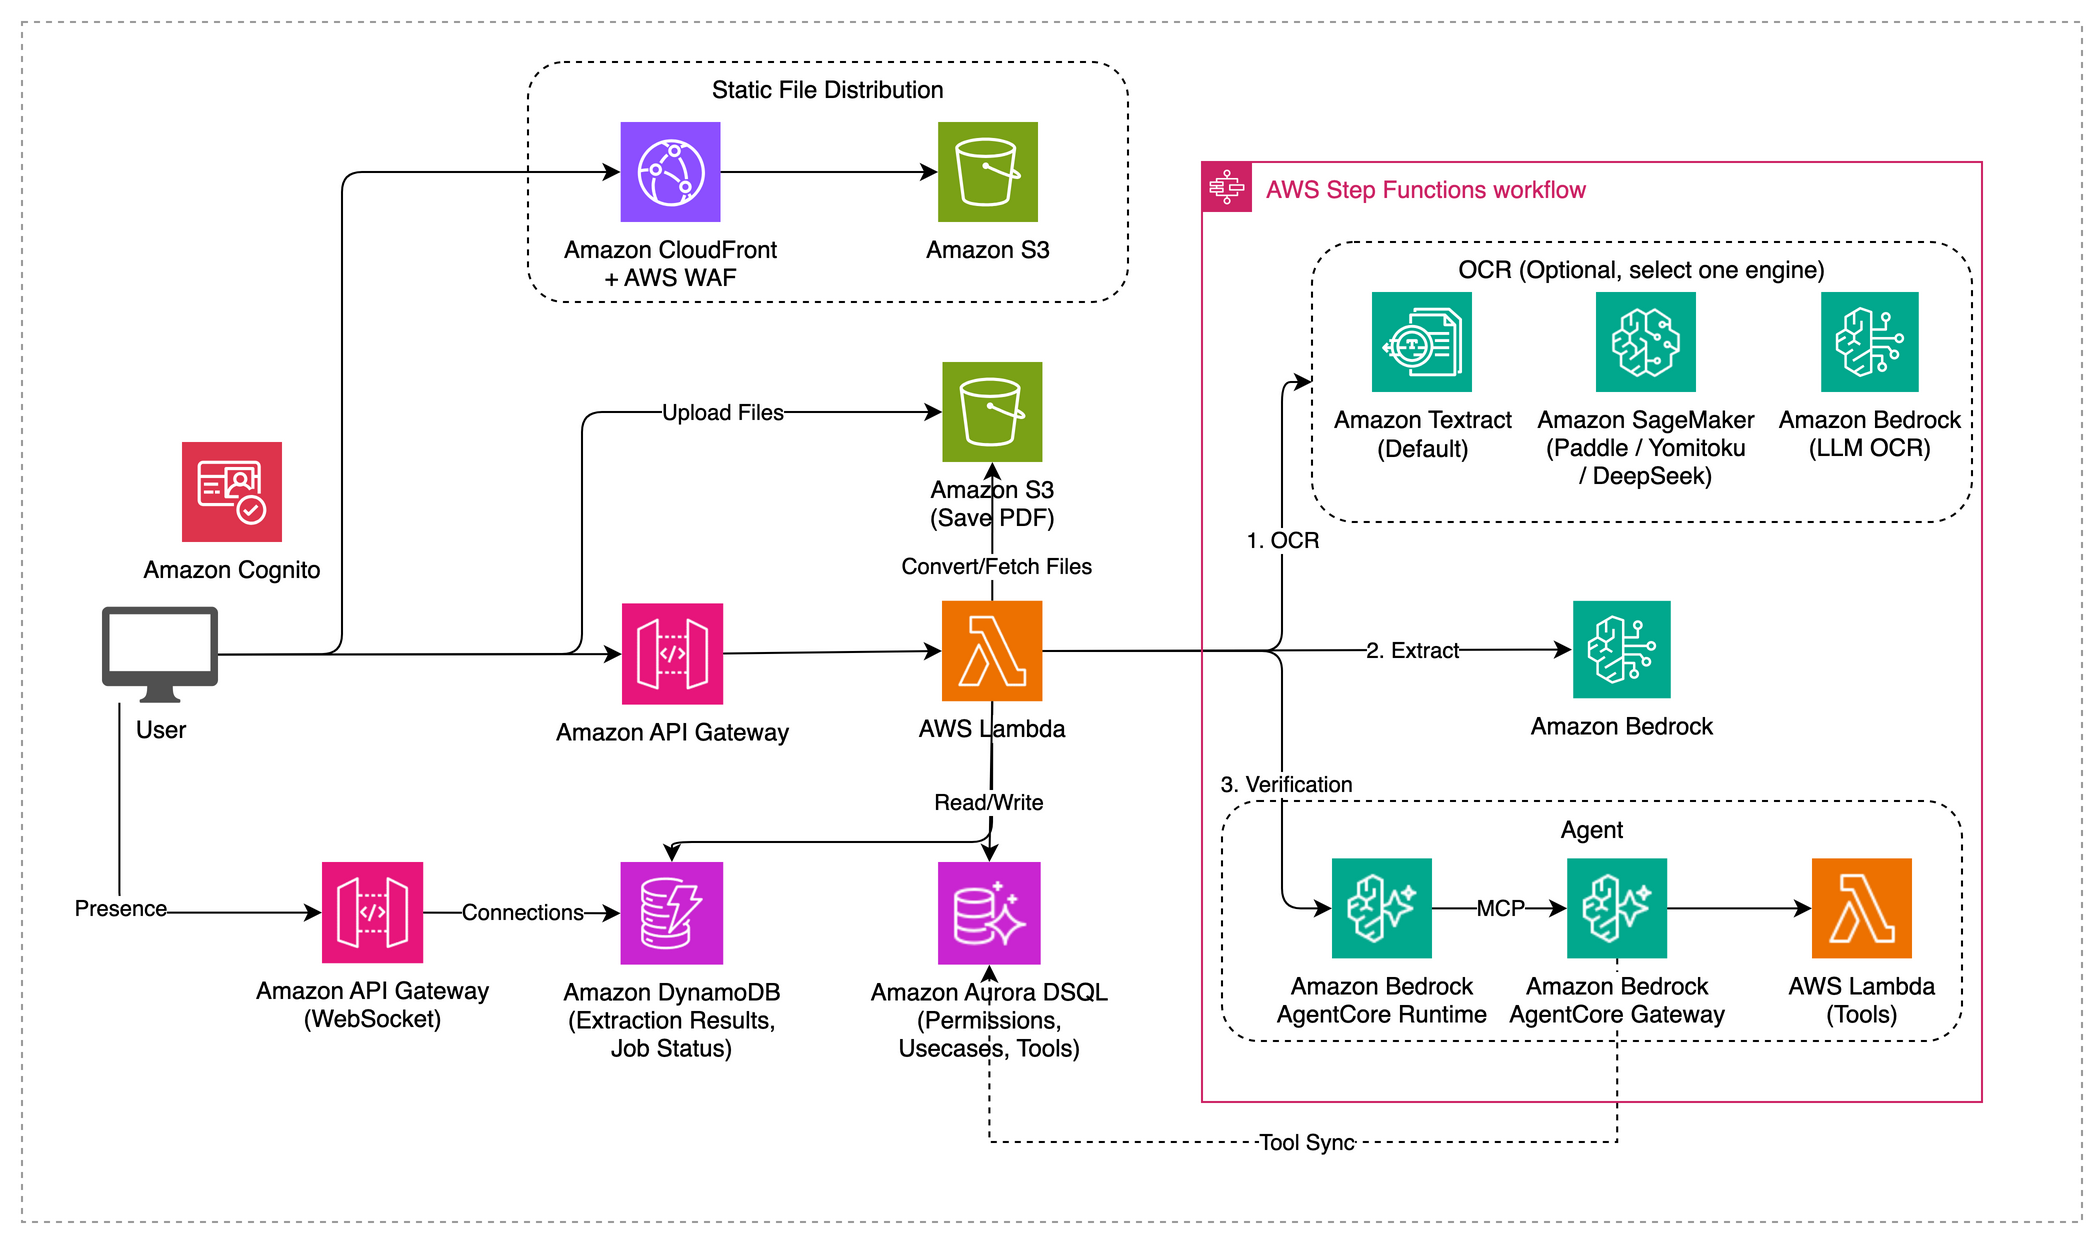 Static File Distribution
Amazon CloudFront
+ AWS WAF
Amazon S3
AWS Step Functions workflow
OCR (Optional, select one engine)
Amazon Textract
(Default)
Amazon SageMaker
(Paddle / Yomitoku
/ DeepSeek)
Amazon Bedrock
(LLM OCR)
Upload Files
Amazon S3
(Save PDF)
Convert/Fetch Files
Amazon Cognito
User
Amazon API Gateway
AWS Lambda
1. OCR
2. Extract
Amazon Bedrock
3. Verification
Read/Write
Presence
Amazon API Gateway
(WebSocket)
Connections
Amazon DynamoDB
(Extraction Results,
Job Status)
Amazon Aurora DSQL
(Permissions,
Usecases, Tools)
Agent
MCP
Amazon Bedrock
AgentCore Runtime
Amazon Bedrock
AgentCore Gateway
AWS Lambda
(Tools)
Tool Sync